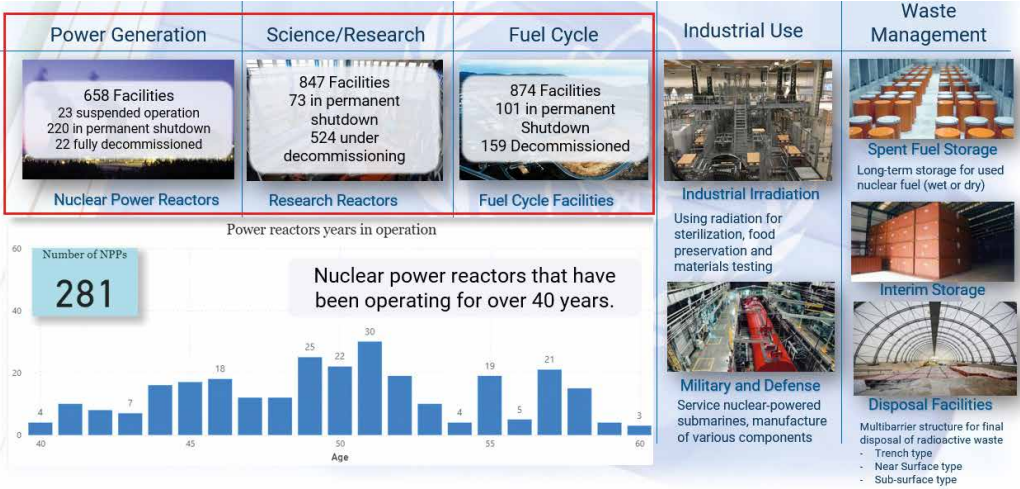 Power Generation
658 Facilities
23 suspended operation
220 in permanent shutdown
22 fully decommissioned
Nuclear Power Reactors
Science/Research
847 Facilities
73 in permanent
shutdown
524 under
decommissioning
Research Reactors
Fuel Cycle
874 Facilities
101 in permanent
Shutdown
159 Decommissioned
Fuel Cycle Facilities
Power reactors years in operation
Number of NPPs
281
Nuclear power reactors that have
been operating for over 40 years.
60
40
20
0
4
7
18
25
22
30
4
19
5
21
3
40
45
50
55
60
Age
Industrial Use
Industrial Irradiation
Using radiation for
sterilization, food
preservation and
materials testing
Military and Defense
Service nuclear-powered
submarines, manufacture
of various components
Waste
Management
Spent Fuel Storage
Long-term storage for used
nuclear fuel (wet or dry)
Interim Storage
Disposal Facilities
Multibarrier structure for final
disposal of radioactive waste
- Trench type
- Near Surface type
- Sub-surface type